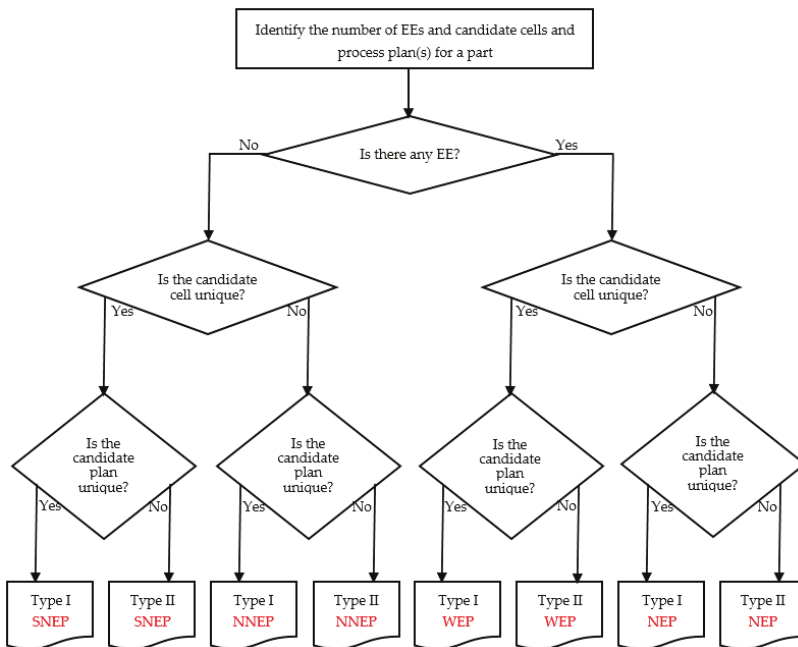 Identify the number of EEs and candidate cells and
process plan(s) for a part
No
Is there any EE?
Yes
Is the candidate
cell unique?
Is the candidate
cell unique?
Yes
No
Yes
No
Is the
candidate
plan
unique?
Is the
candidate
plan
unique?
Is the
candidate
plan
unique?
Is the
candidate
plan
unique?
Yes
No
Yes
No
Yes
No
Yes
No
Type I
SNEP
Type II
SNEP
Type I
NNEP
Type II
NNEP
Type I
WEP
Type II
WEP
Type I
NEP
Type II
NEP